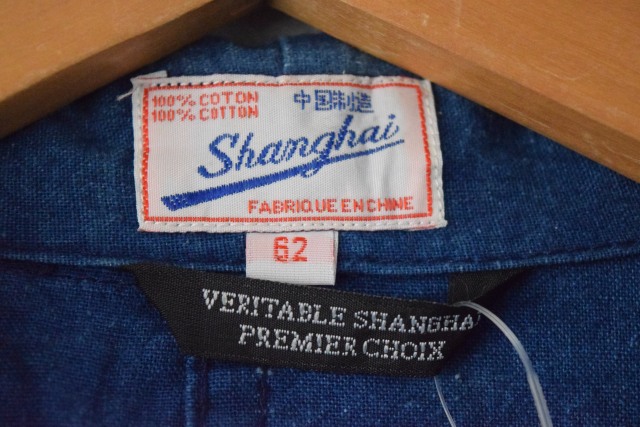 100% COTON
100% COTTON
中国制造
Shanghai
FABRIQUE EN CHINE
62
VERITABLE SHANGHA
PREMIER CHOIX